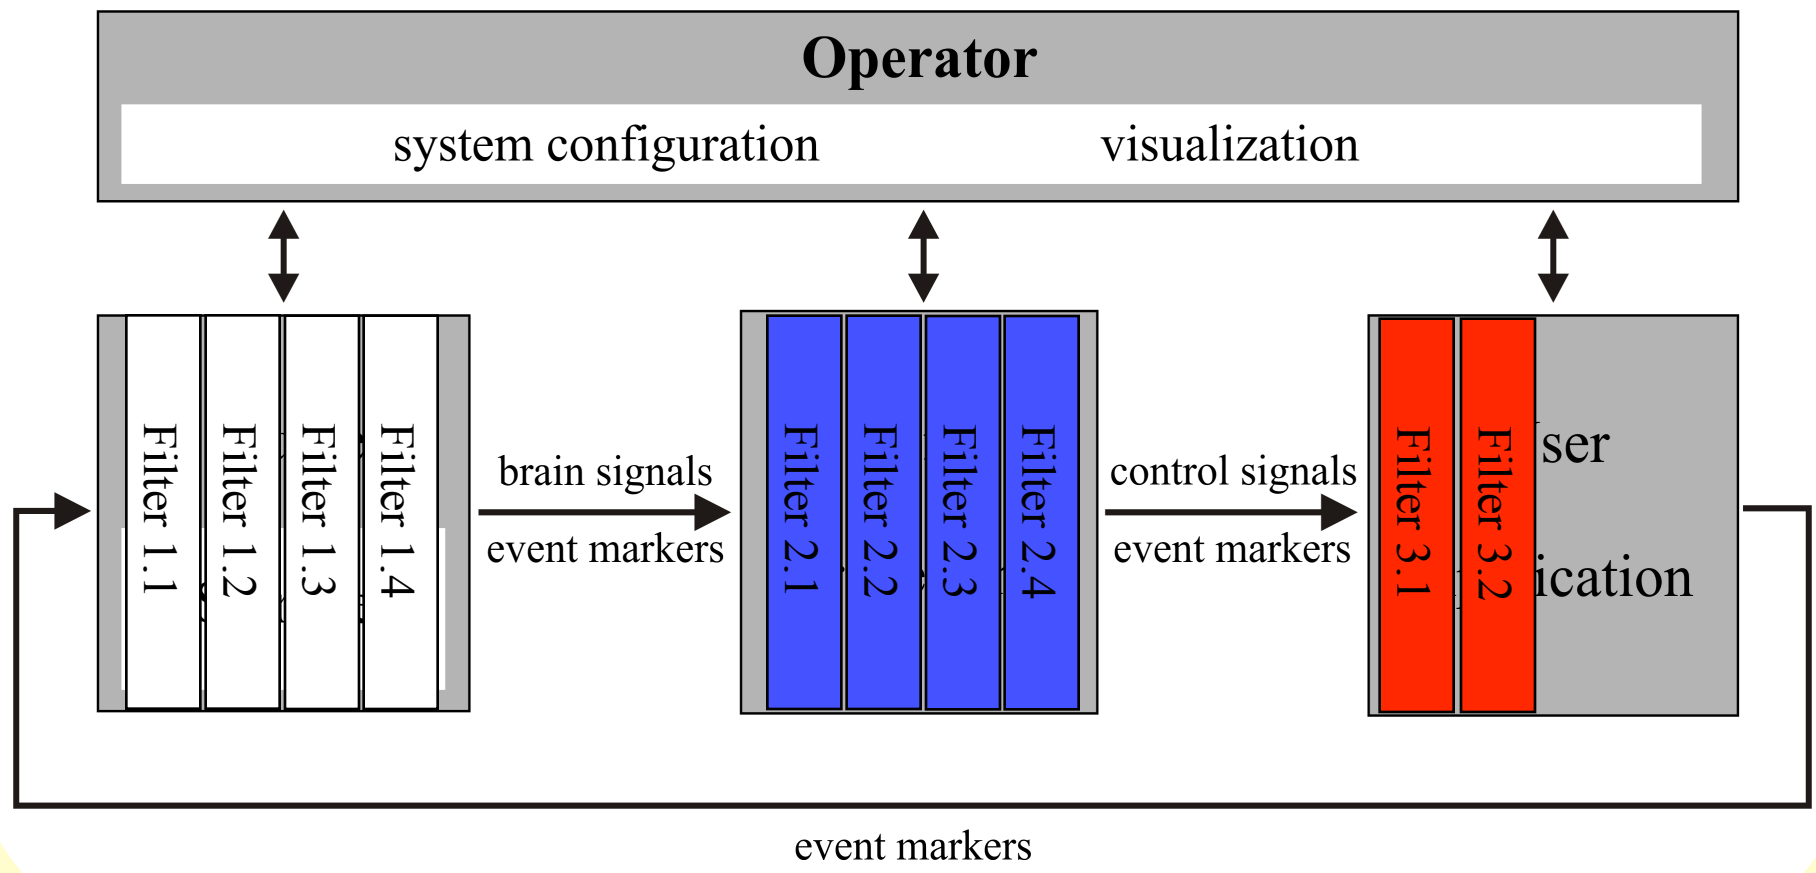 Operator
system configuration visualization
Filter 1.1
Filter 1.2
Filter 1.3
Filter 1.4
brain signals
event markers
Filter 2.1
Filter 2.2
Filter 2.3
Filter 2.4
control signals
event markers
Filter 3.1
Filter 3.2
ser
ication
event markers